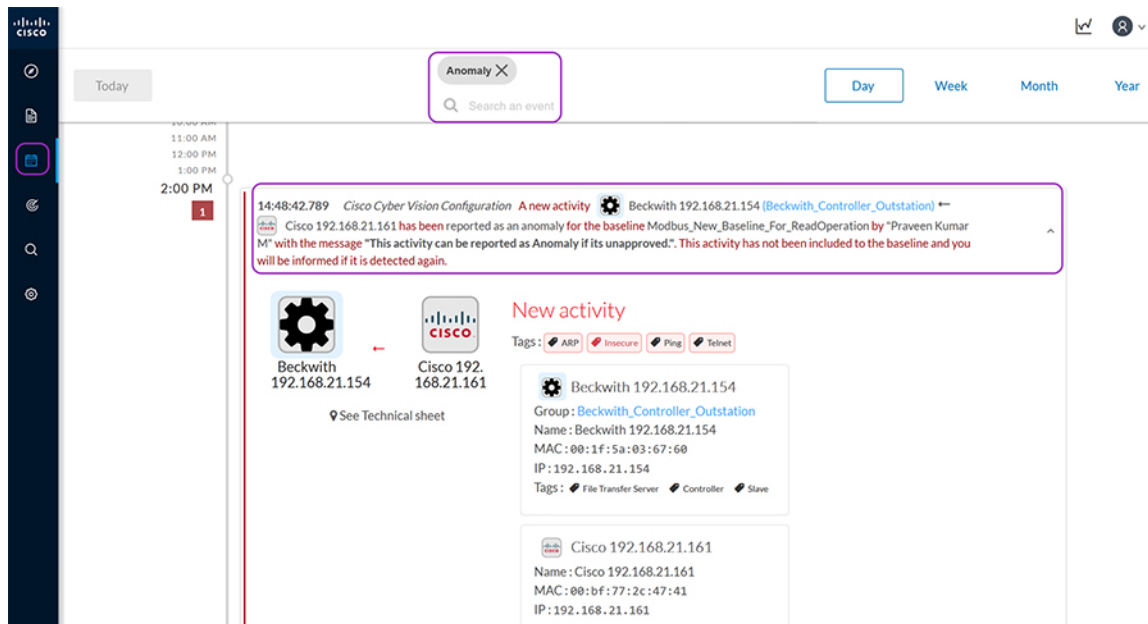 CISCO
Today
Anomaly
Search an event
Day
Week
Month
Year
10:00 AM
11:00 AM
12:00 PM
1:00 PM
2:00 PM
1
14:48:42.789 Cisco Cyber Vision Configuration A new activity Beckwith 192.168.21.154 (Beckwith_Controller_Outstation) ←
Cisco 192.168.21.161 has been reported as an anomaly for the baseline Modbus_New_Baseline_For_ReadOperation by "Praveen Kumar
M" with the message "This activity can be reported as Anomaly if its unapproved.". This activity has not been included to the baseline and you
will be informed if it is detected again.
CISCO
Beckwith
192.168.21.154
←
Cisco 192.
168.21.161
See Technical sheet
New activity
Tags : ARP Insecure Ping Telnet
Beckwith 192.168.21.154
Group : Beckwith_Controller_Outstation
Name : Beckwith 192.168.21.154
MAC : 00:1f:5a:03:67:60
IP : 192.168.21.154
Tags : File Transfer Server Controller Slave
Cisco 192.168.21.161
Name : Cisco 192.168.21.161
MAC : 00:bf:77:2c:47:41
IP : 192.168.21.161